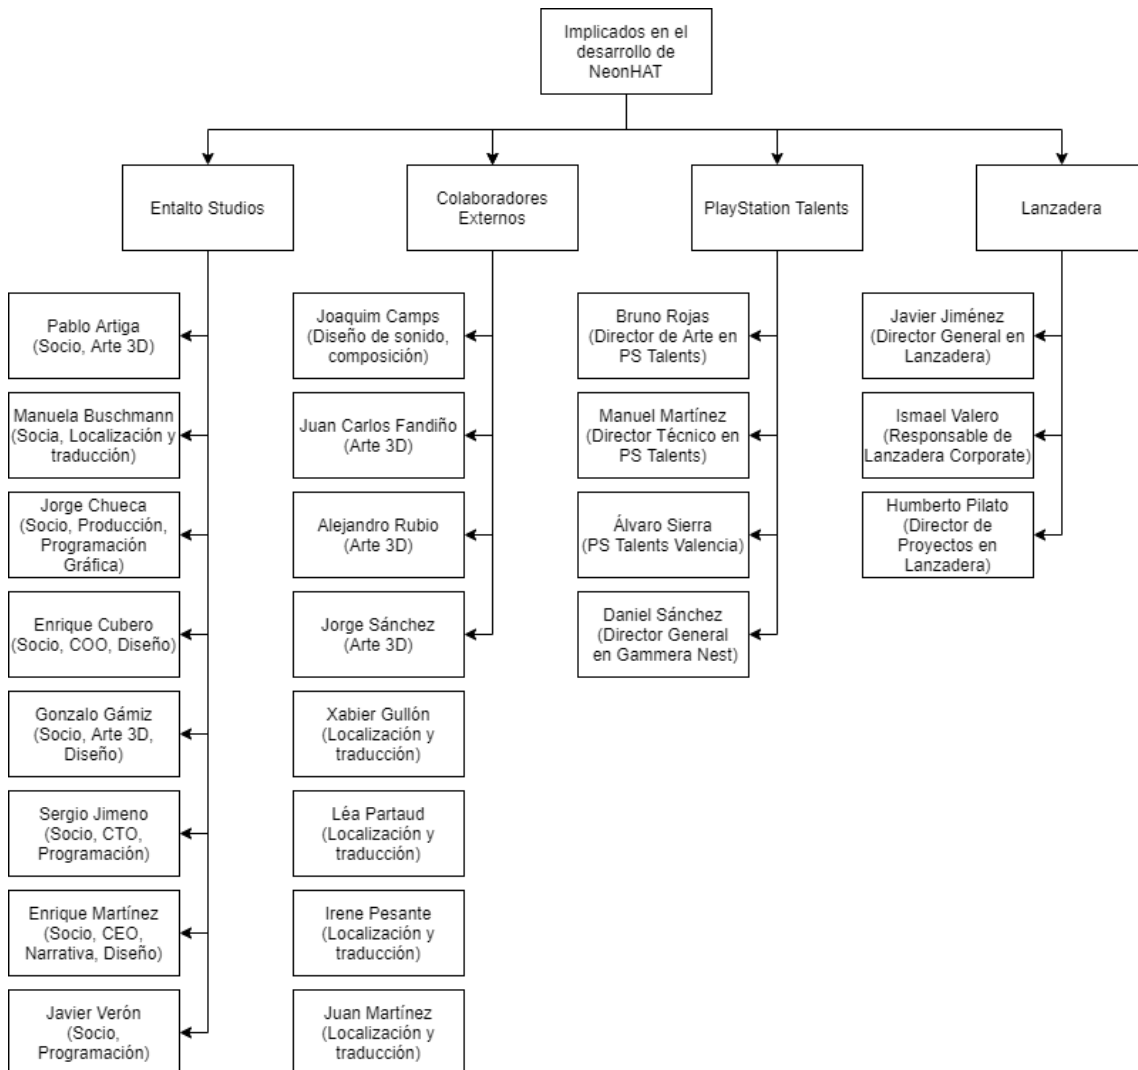 Implicados en el
desarrollo de
NeonHAT
Entalto Studios
Colaboradores
Externos
PlayStation Talents
Lanzadera
Pablo Artiga
(Socio, Arte 3D)
Manuela Buschmann
(Socia, Localización y
traducción)
Jorge Chueca
(Socio, Producción,
Programación
Gráfica)
Enrique Cubero
(Socio, COO, Diseño)
Gonzalo Gámiz
(Socio, Arte 3D,
Diseño)
Sergio Jimeno
(Socio, CTO,
Programación)
Enrique Martínez
(Socio, CEO,
Narrativa, Diseño)
Javier Verón
(Socio,
Programación)
Joaquim Camps
(Diseño de sonido,
composición)
Juan Carlos Fandiño
(Arte 3D)
Alejandro Rubio
(Arte 3D)
Jorge Sánchez
(Arte 3D)
Xabier Gullón
(Localización y
traducción)
Léa Partaud
(Localización y
traducción)
Irene Pesante
(Localización y
traducción)
Juan Martínez
(Localización y
traducción)
Bruno Rojas
(Director de Arte en
PS Talents)
Manuel Martínez
(Director Técnico en
PS Talents)
Álvaro Sierra
(PS Talents Valencia)
Daniel Sánchez
(Director General
en Gammera Nest)
Javier Jiménez
(Director General en
Lanzadera)
Ismael Valero
(Responsable de
Lanzadera Corporate)
Humberto Pilato
(Director de
Proyectos en
Lanzadera)